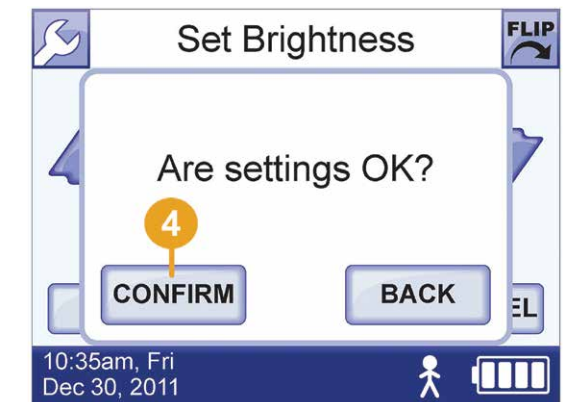 Set Brightness
FLIP
Are settings OK?
4
CONFIRM
BACK
EL
10:35am, Fri
Dec 30, 2011